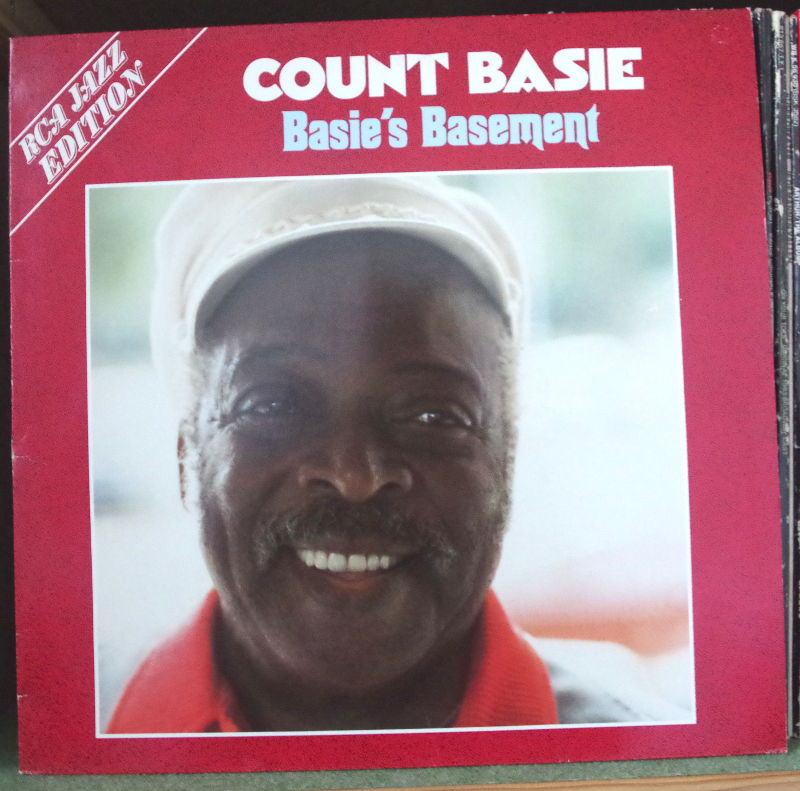 RCA JAZZ
EDITION
COUNT BASIE
Basie's Basement